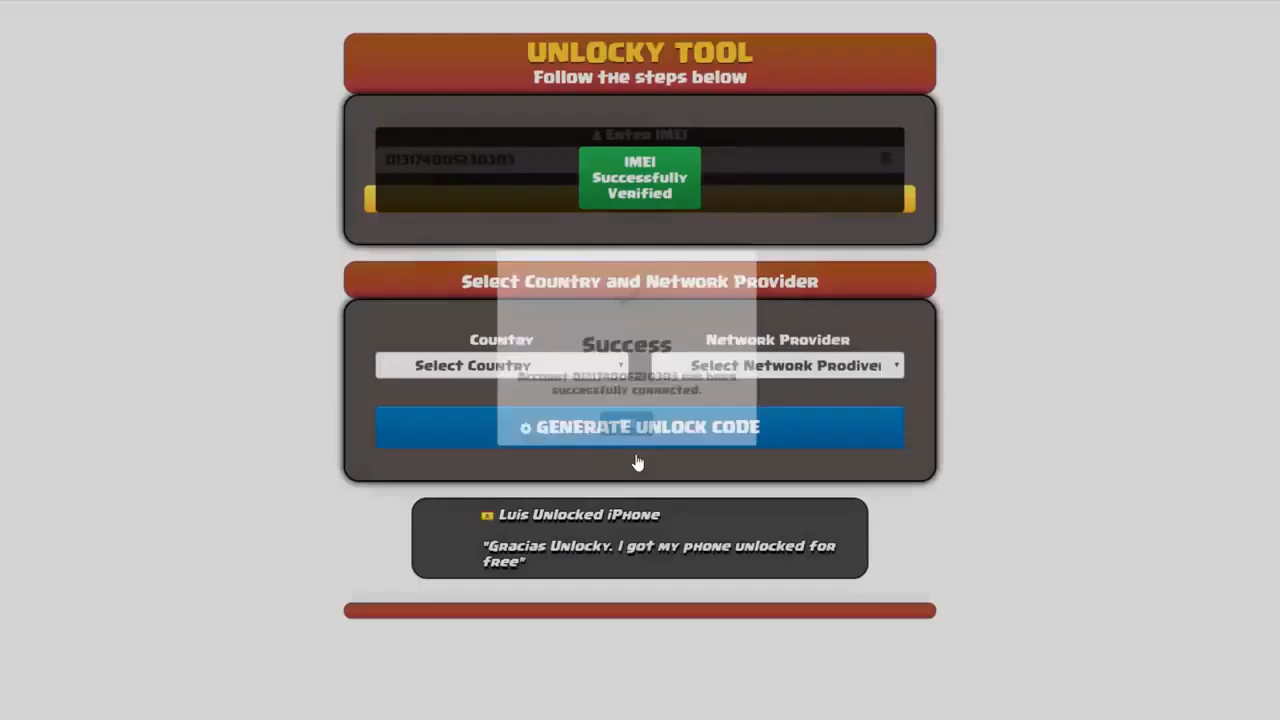 UNLOCKY TOOL
Follow the steps below
Enter IMEI
IMEI
Successfully
Verified
Select Country and Network Provider
Success
Country
Network Provider
Select Country
Select Network Prodiver
successfully connected.
GENERATE UNLOCK CODE
Luis Unlocked iPhone
"Gracias Unlocky. I got my phone unlocked for
free"